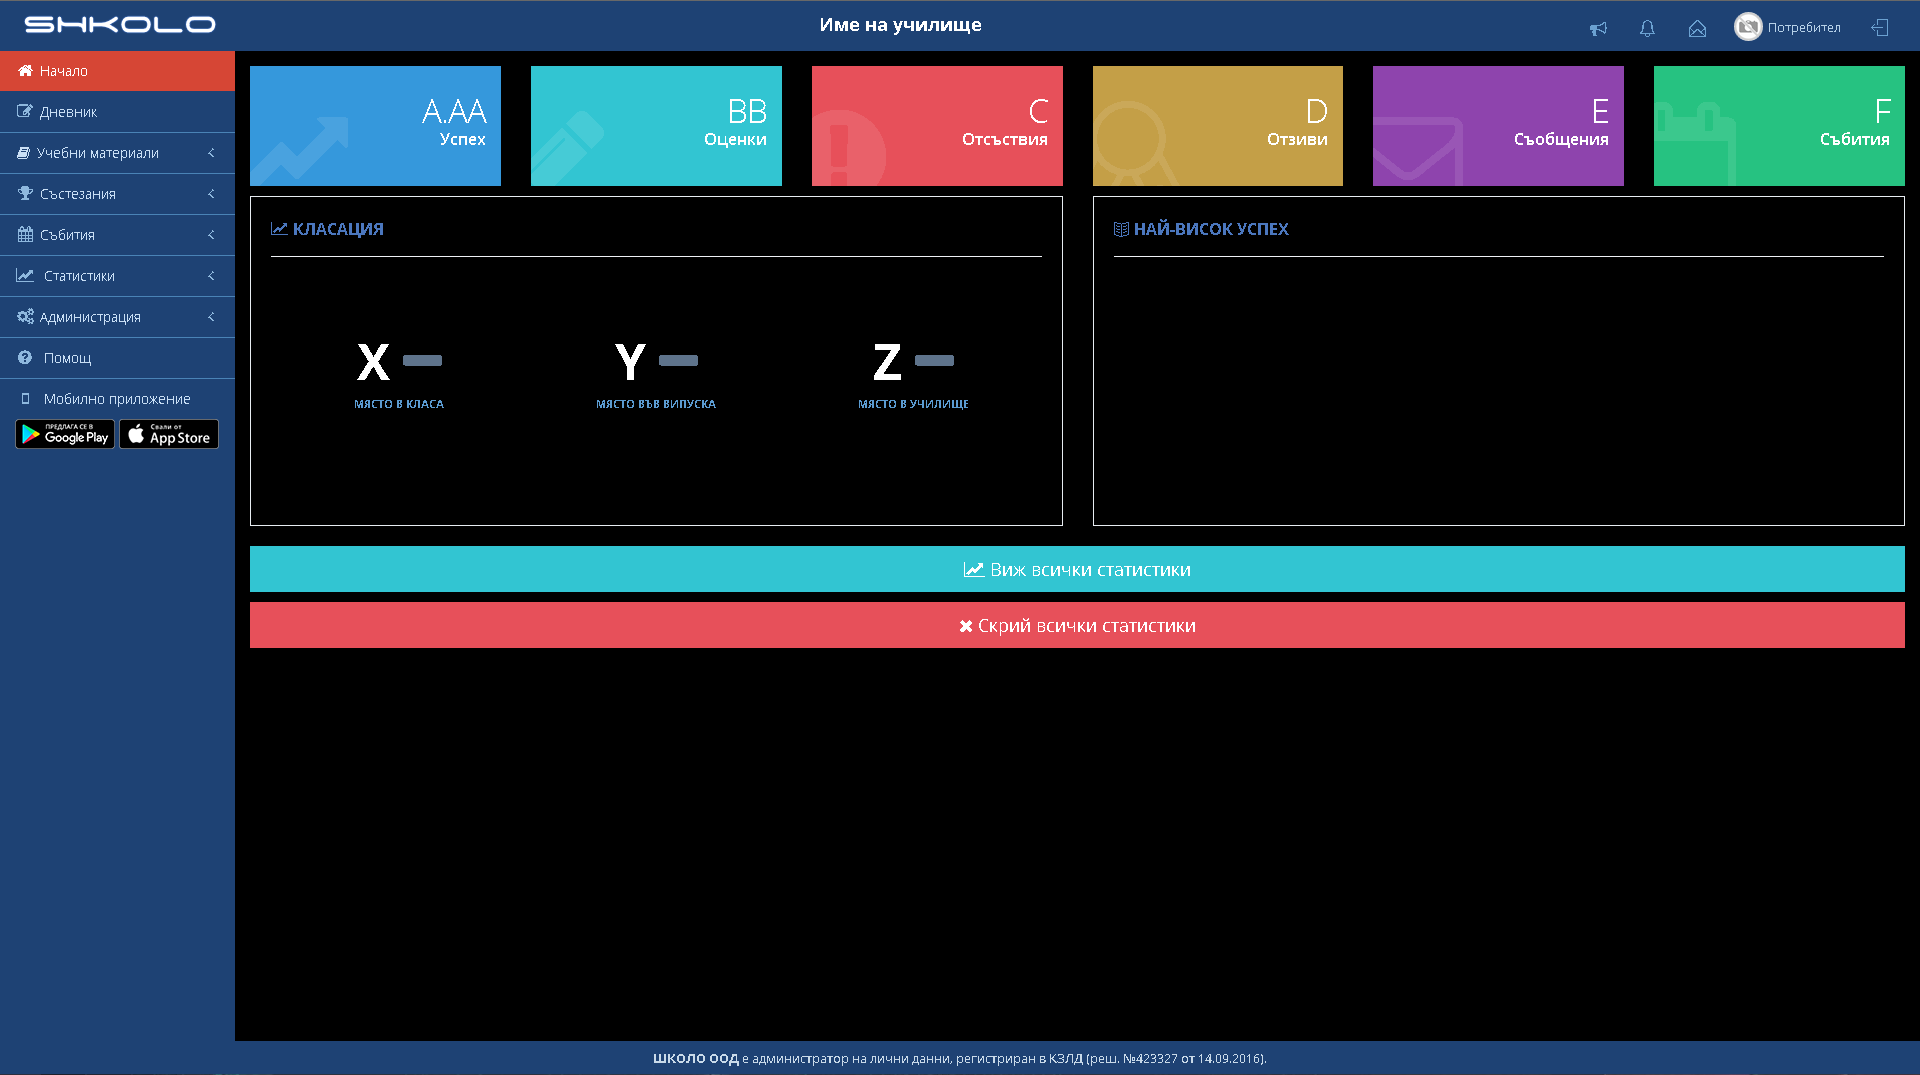 SHKOLO
Име на училище
Потребител
Начало
Дневник
Учебни материали
Състезания
Събития
Статистики
Администрация
Помощ
Мобилно приложение
ПРЕДЛАГА СЕ В
Google Play
Свали от
App Store
A.AA
Успех
BB
Оценки
C
Отсъствия
D
Отзиви
E
Съобщения
F
Събития
КЛАСАЦИЯ
X
МЯСТО В КЛАСА
Y
МЯСТО ВЪВ ВИПУСКА
Z
МЯСТО В УЧИЛИЩЕ
НАЙ-ВИСОК УСПЕХ
Виж всички статистики
Скрий всички статистики
ШКОЛО ООД е администратор на лични данни, регистриран в КЗЛД (реш. №423327 от 14.09.2016).